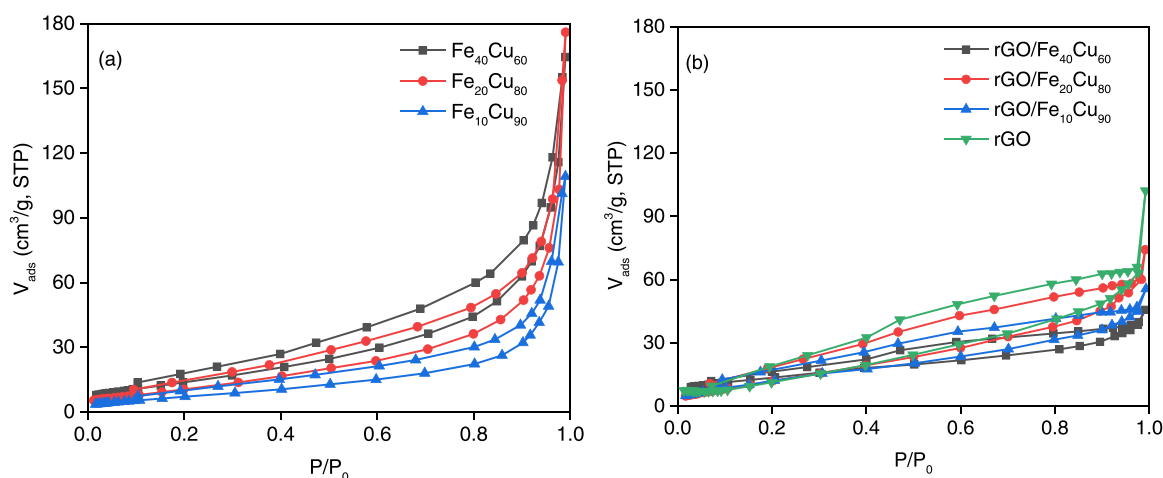 (a)
Fe₄₀Cu₆₀
Fe₂₀Cu₈₀
Fe₁₀Cu₉₀
V_ads (cm³/g, STP)
180
150
120
90
60
30
0
0.0 0.2 0.4 0.6 0.8 1.0
P/P₀
(b)
rGO/Fe₄₀Cu₆₀
rGO/Fe₂₀Cu₈₀
rGO/Fe₁₀Cu₉₀
rGO
V_ads (cm³/g, STP)
180
150
120
90
60
30
0
0.0 0.2 0.4 0.6 0.8 1.0
P/P₀